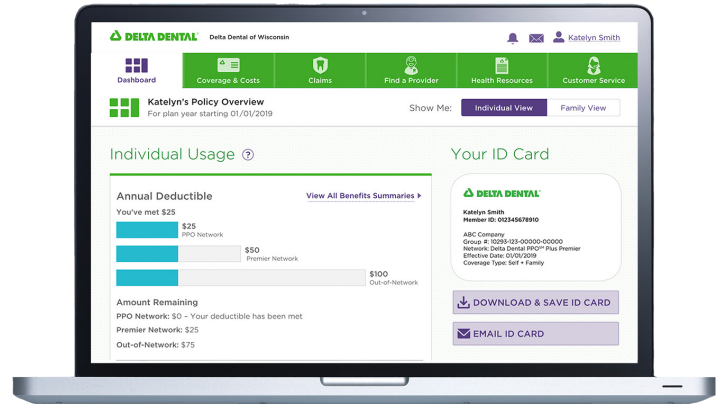 DELTA DENTAL Delta Dental of Wisconsin
Katelyn Smith
Dashboard
Coverage & Costs
Claims
Find a Provider
Health Resources
Customer Service
Katelyn's Policy Overview
For plan year starting 01/01/2019
Show Me: Individual View Family View
Individual Usage ?
Annual Deductible
View All Benefits Summaries
You've met $25
$25
PPO Network
$50
Premier Network
$100
Out-of-Network
Amount Remaining
PPO Network: $0 – Your deductible has been met
Premier Network: $25
Out-of-Network: $75
Your ID Card
DELTA DENTAL
Katelyn Smith
Member ID: 012345678910
ABC Company
Group #: 10293-123-00000-00000
Network: Delta Dental PPO℠ Plus Premier
Effective Date: 01/01/2019
Coverage Type: Self + Family
DOWNLOAD & SAVE ID CARD
EMAIL ID CARD